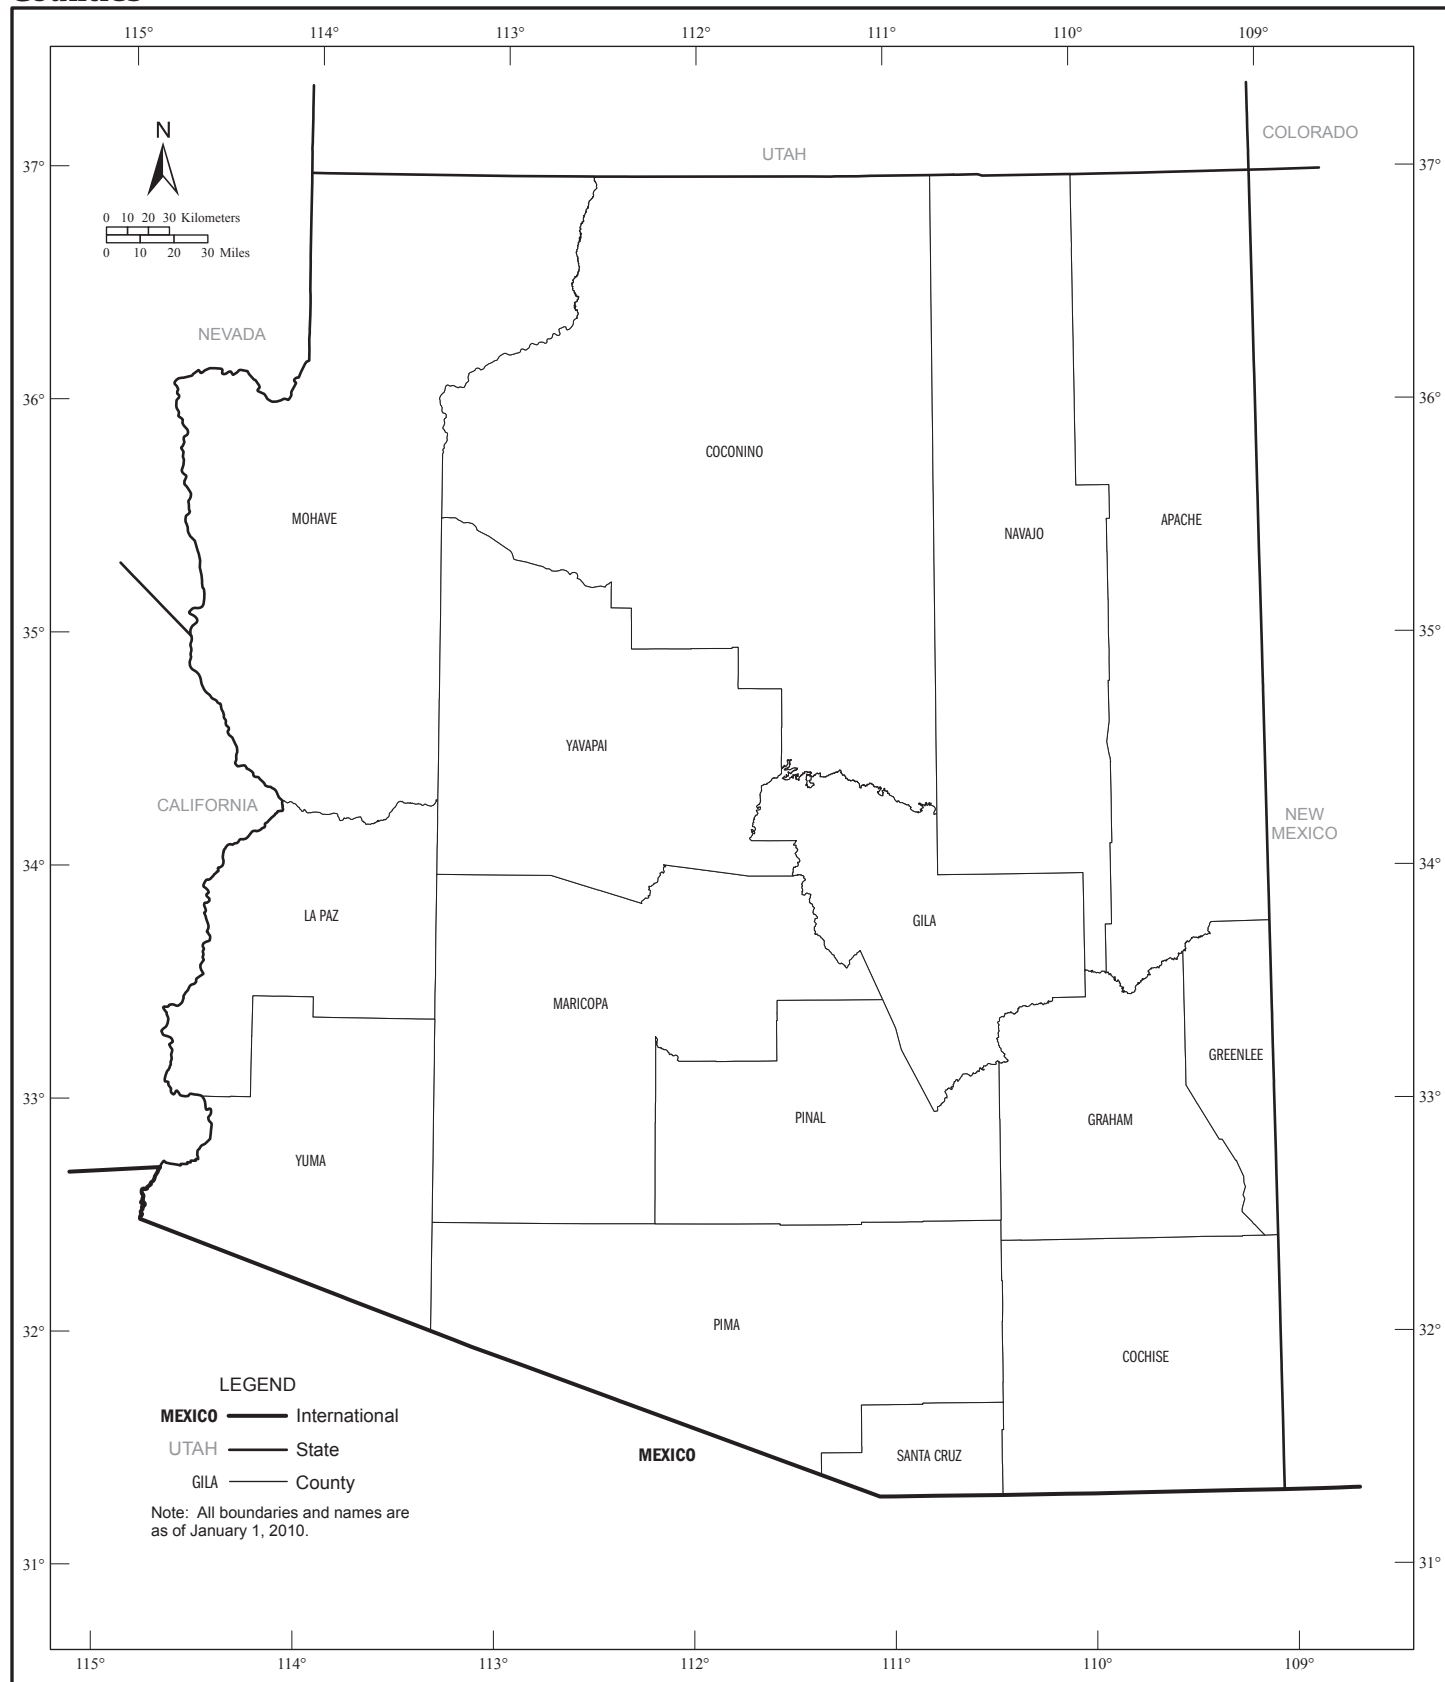 Counties
115° 114° 113° 112° 111° 110° 109°
COLORADO
N
UTAH
37° 37°
0 10 20 30 Kilometers
0 10 20 30 Miles
NEVADA
36° 36°
COCONINO
MOHAVE
APACHE
NAVAJO
35° 35°
YAVAPAI
CALIFORNIA
NEW
MEXICO
34° 34°
LA PAZ
GILA
MARICOPA
GREENLEE
33° 33°
PINAL
GRAHAM
YUMA
PIMA
32° 32°
COCHISE
LEGEND
MEXICO International
UTAH State
GILA County
MEXICO
SANTA CRUZ
Note: All boundaries and names are
as of January 1, 2010.
31° 31°
115° 114° 113° 112° 111° 110° 109°